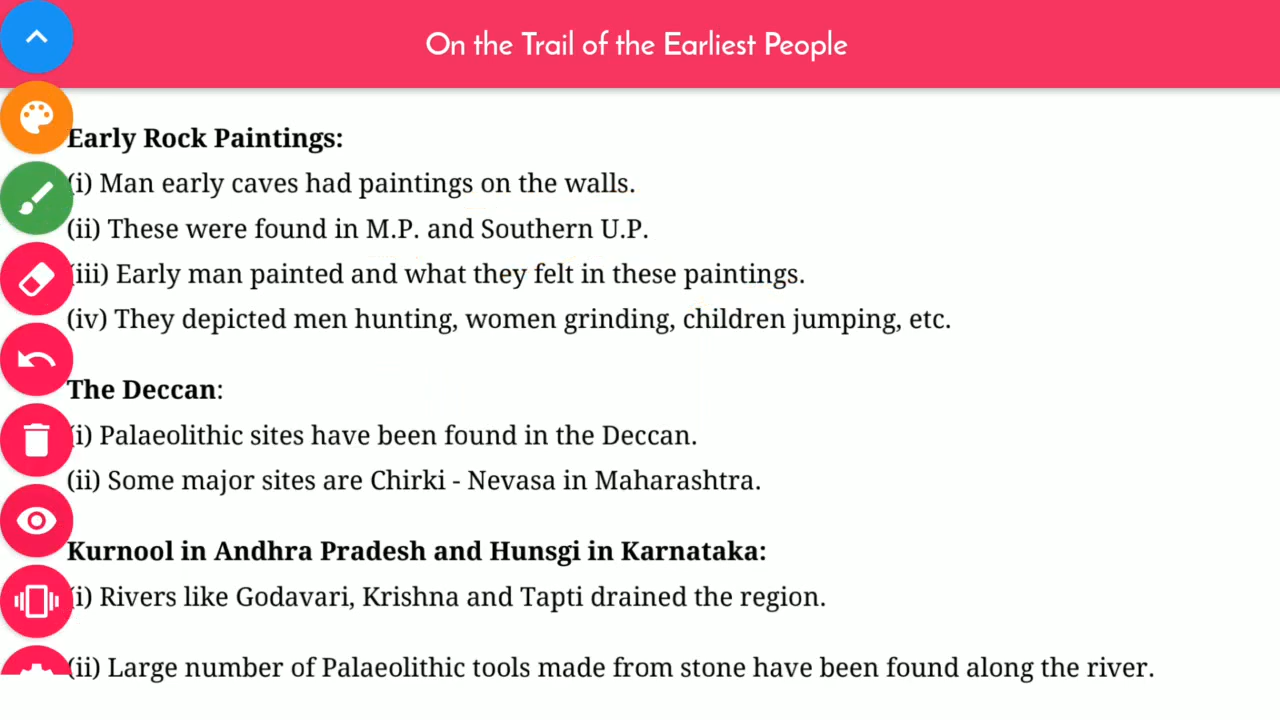 On the Trail of the Earliest People
Early Rock Paintings:
(i) Man early caves had paintings on the walls.
(ii) These were found in M.P. and Southern U.P.
(iii) Early man painted and what they felt in these paintings.
(iv) They depicted men hunting, women grinding, children jumping, etc.
The Deccan:
(i) Palaeolithic sites have been found in the Deccan.
(ii) Some major sites are Chirki - Nevasa in Maharashtra.
Kurnool in Andhra Pradesh and Hunsgi in Karnataka:
(i) Rivers like Godavari, Krishna and Tapti drained the region.
(ii) Large number of Palaeolithic tools made from stone have been found along the river.